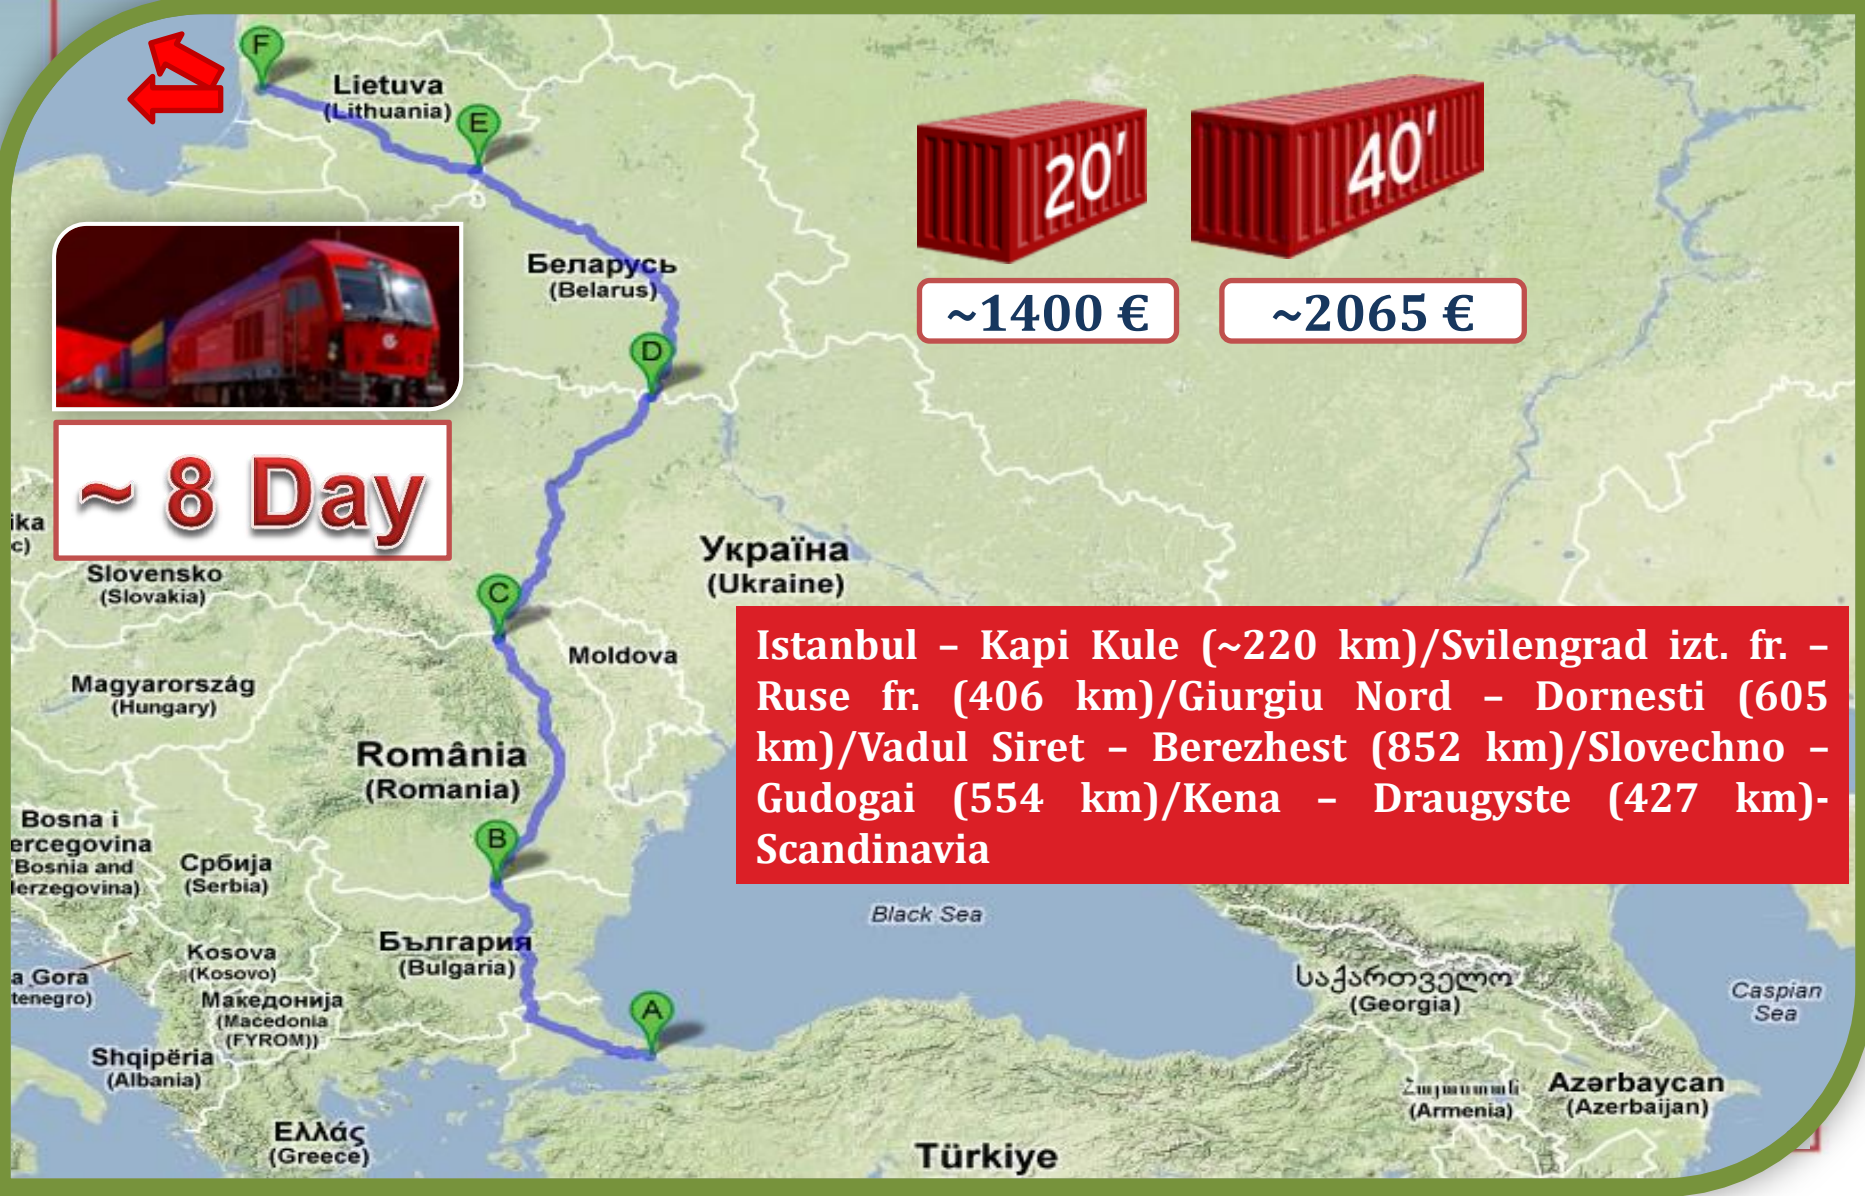 F
Lietuva
(Lithuania)
E
20'
40'
Беларусь
(Belarus)
~1400 €
~2065 €
D
~ 8 Day
ika
c)
Slovensko
(Slovakia)
C
Україна
(Ukraine)
Moldova
Magyarország
(Hungary)
Istanbul – Kapi Kule (~220 km)/Svilengrad izt. fr. –
Ruse fr. (406 km)/Giurgiu Nord – Dornesti (605
km)/Vadul Siret – Berezhest (852 km)/Slovechno –
Gudogai (554 km)/Kena – Draugyste (427 km)-
Scandinavia
România
(Romania)
Bosna i
ercegovina
(Bosnia and
erzegovina)
Србија
(Serbia)
B
Black Sea
България
(Bulgaria)
Kosova
(Kosovo)
a Gora
tenegro)
Македонија
(Macedonia
(FYROM))
A
საქართველო
(Georgia)
Caspian
Sea
Shqipëria
(Albania)
Հայաստան
(Armenia)
Azərbaycan
(Azerbaijan)
Ελλάς
(Greece)
Türkiye